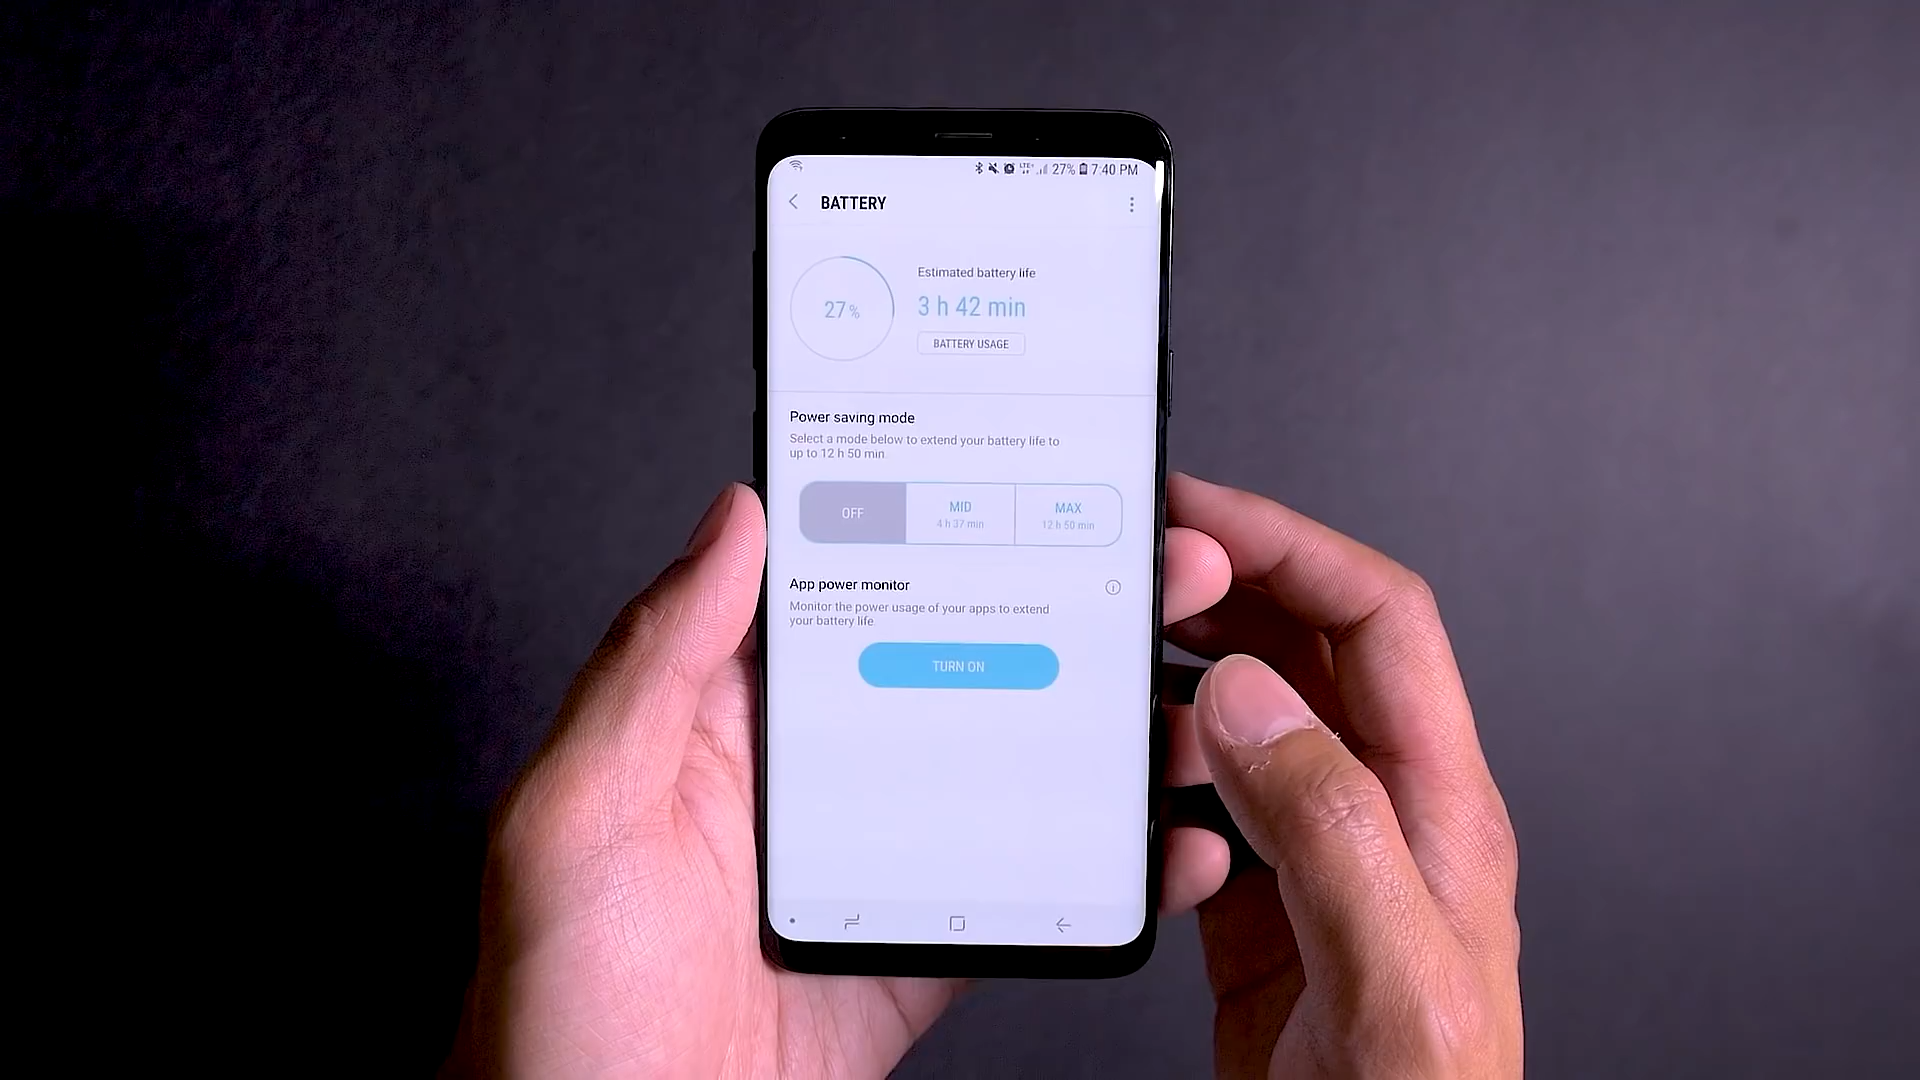 LTE+ 27% 7:40 PM
BATTERY
27%
Estimated battery life
3 h 42 min
BATTERY USAGE
Power saving mode
Select a mode below to extend your battery life to
up to 12 h 50 min.
OFF
MID
4 h 37 min
MAX
12 h 50 min
App power monitor
Monitor the power usage of your apps to extend
your battery life.
TURN ON